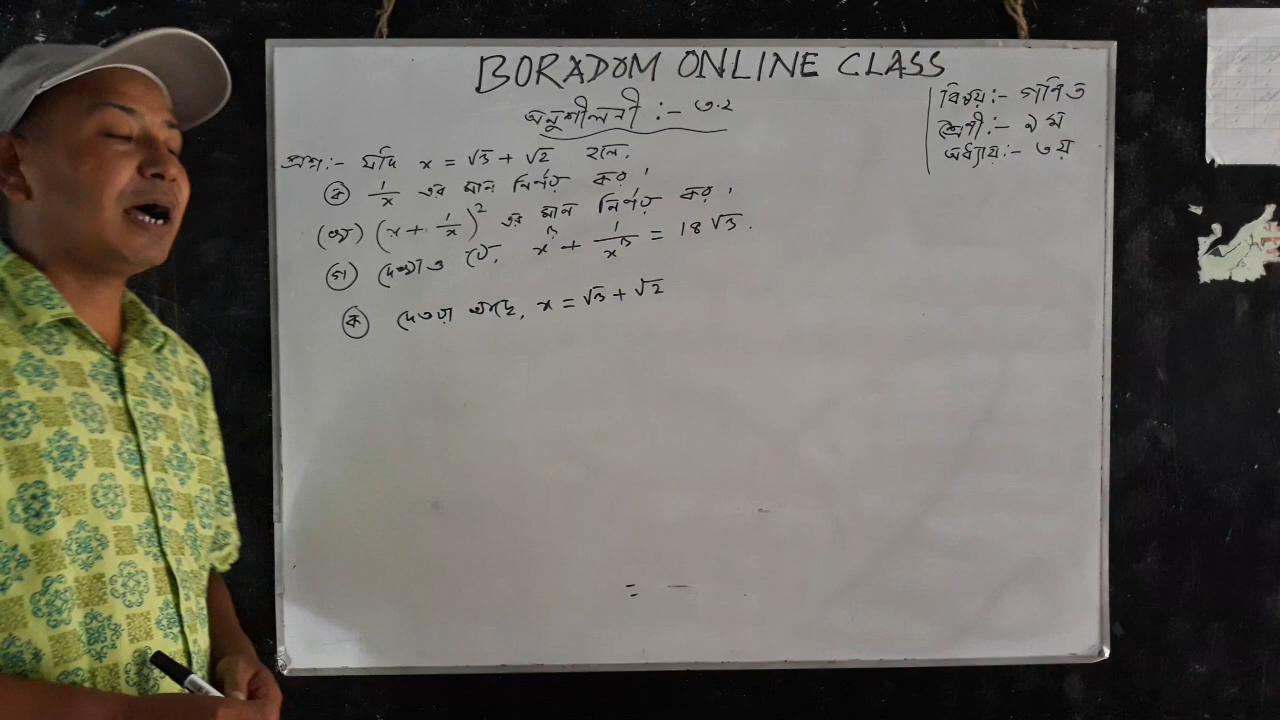 BORADOM ONLINE CLASS
অনুশীলনী :- ৩.২
বিষয়:- গণিত
শ্রেণী:- ৯ম
অধ্যায়:- ৩য়
প্রশ্ন:- যদি x = √3 + √2 হলে,
(ক) 1/x এর মান নির্ণয় কর।
(খ) (x + 1/x)² এর মান নির্ণয় কর।
(গ) দেখাও যে, x³ + 1/x³ = 18√3.
(ক) দেওয়া আছে, x = √3 + √2